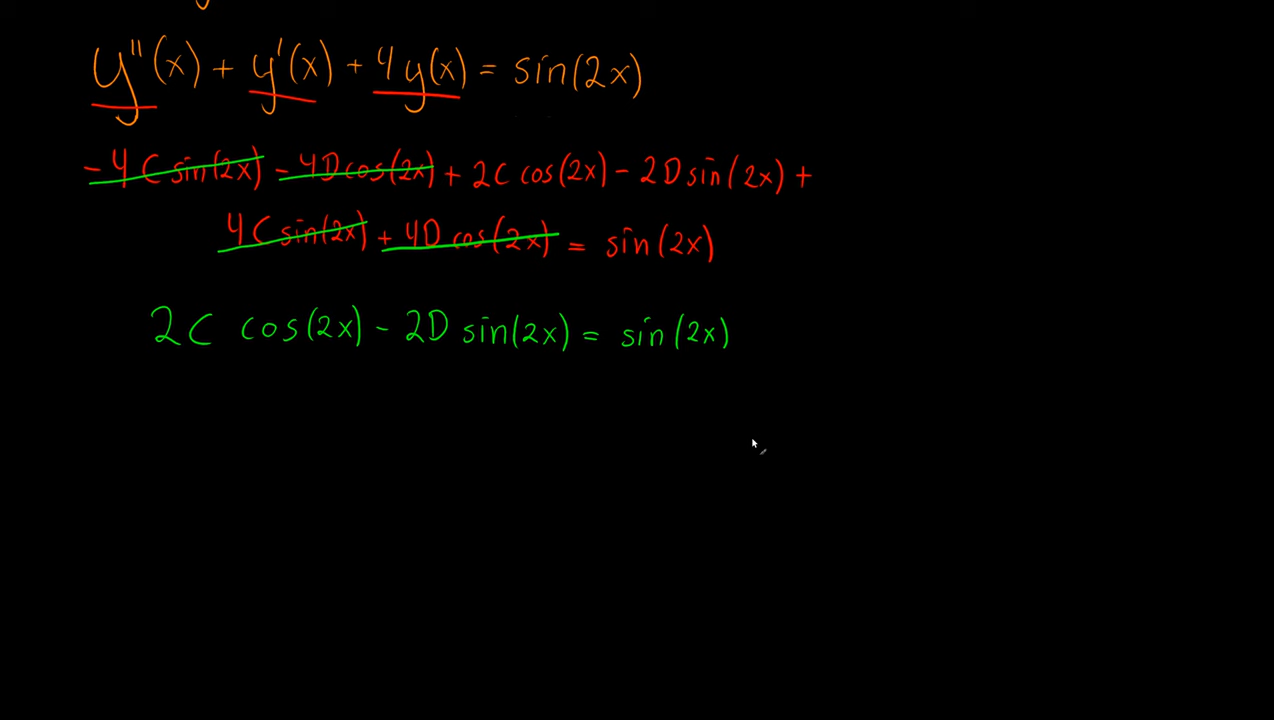 y''(x) + y'(x) + 4y(x) = sin(2x)
-4C sin(2x) - 4D cos(2x) + 2C cos(2x) - 2D sin(2x) +
4C sin(2x) + 4D cos(2x) = sin(2x)
2C cos(2x) - 2D sin(2x) = sin(2x)